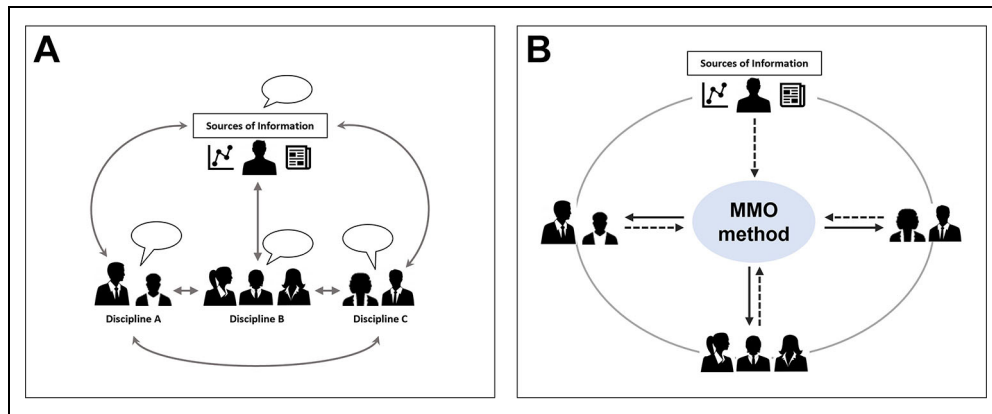 A
Sources of Information
Discipline A
Discipline B
Discipline C
B
Sources of Information
MMO
method